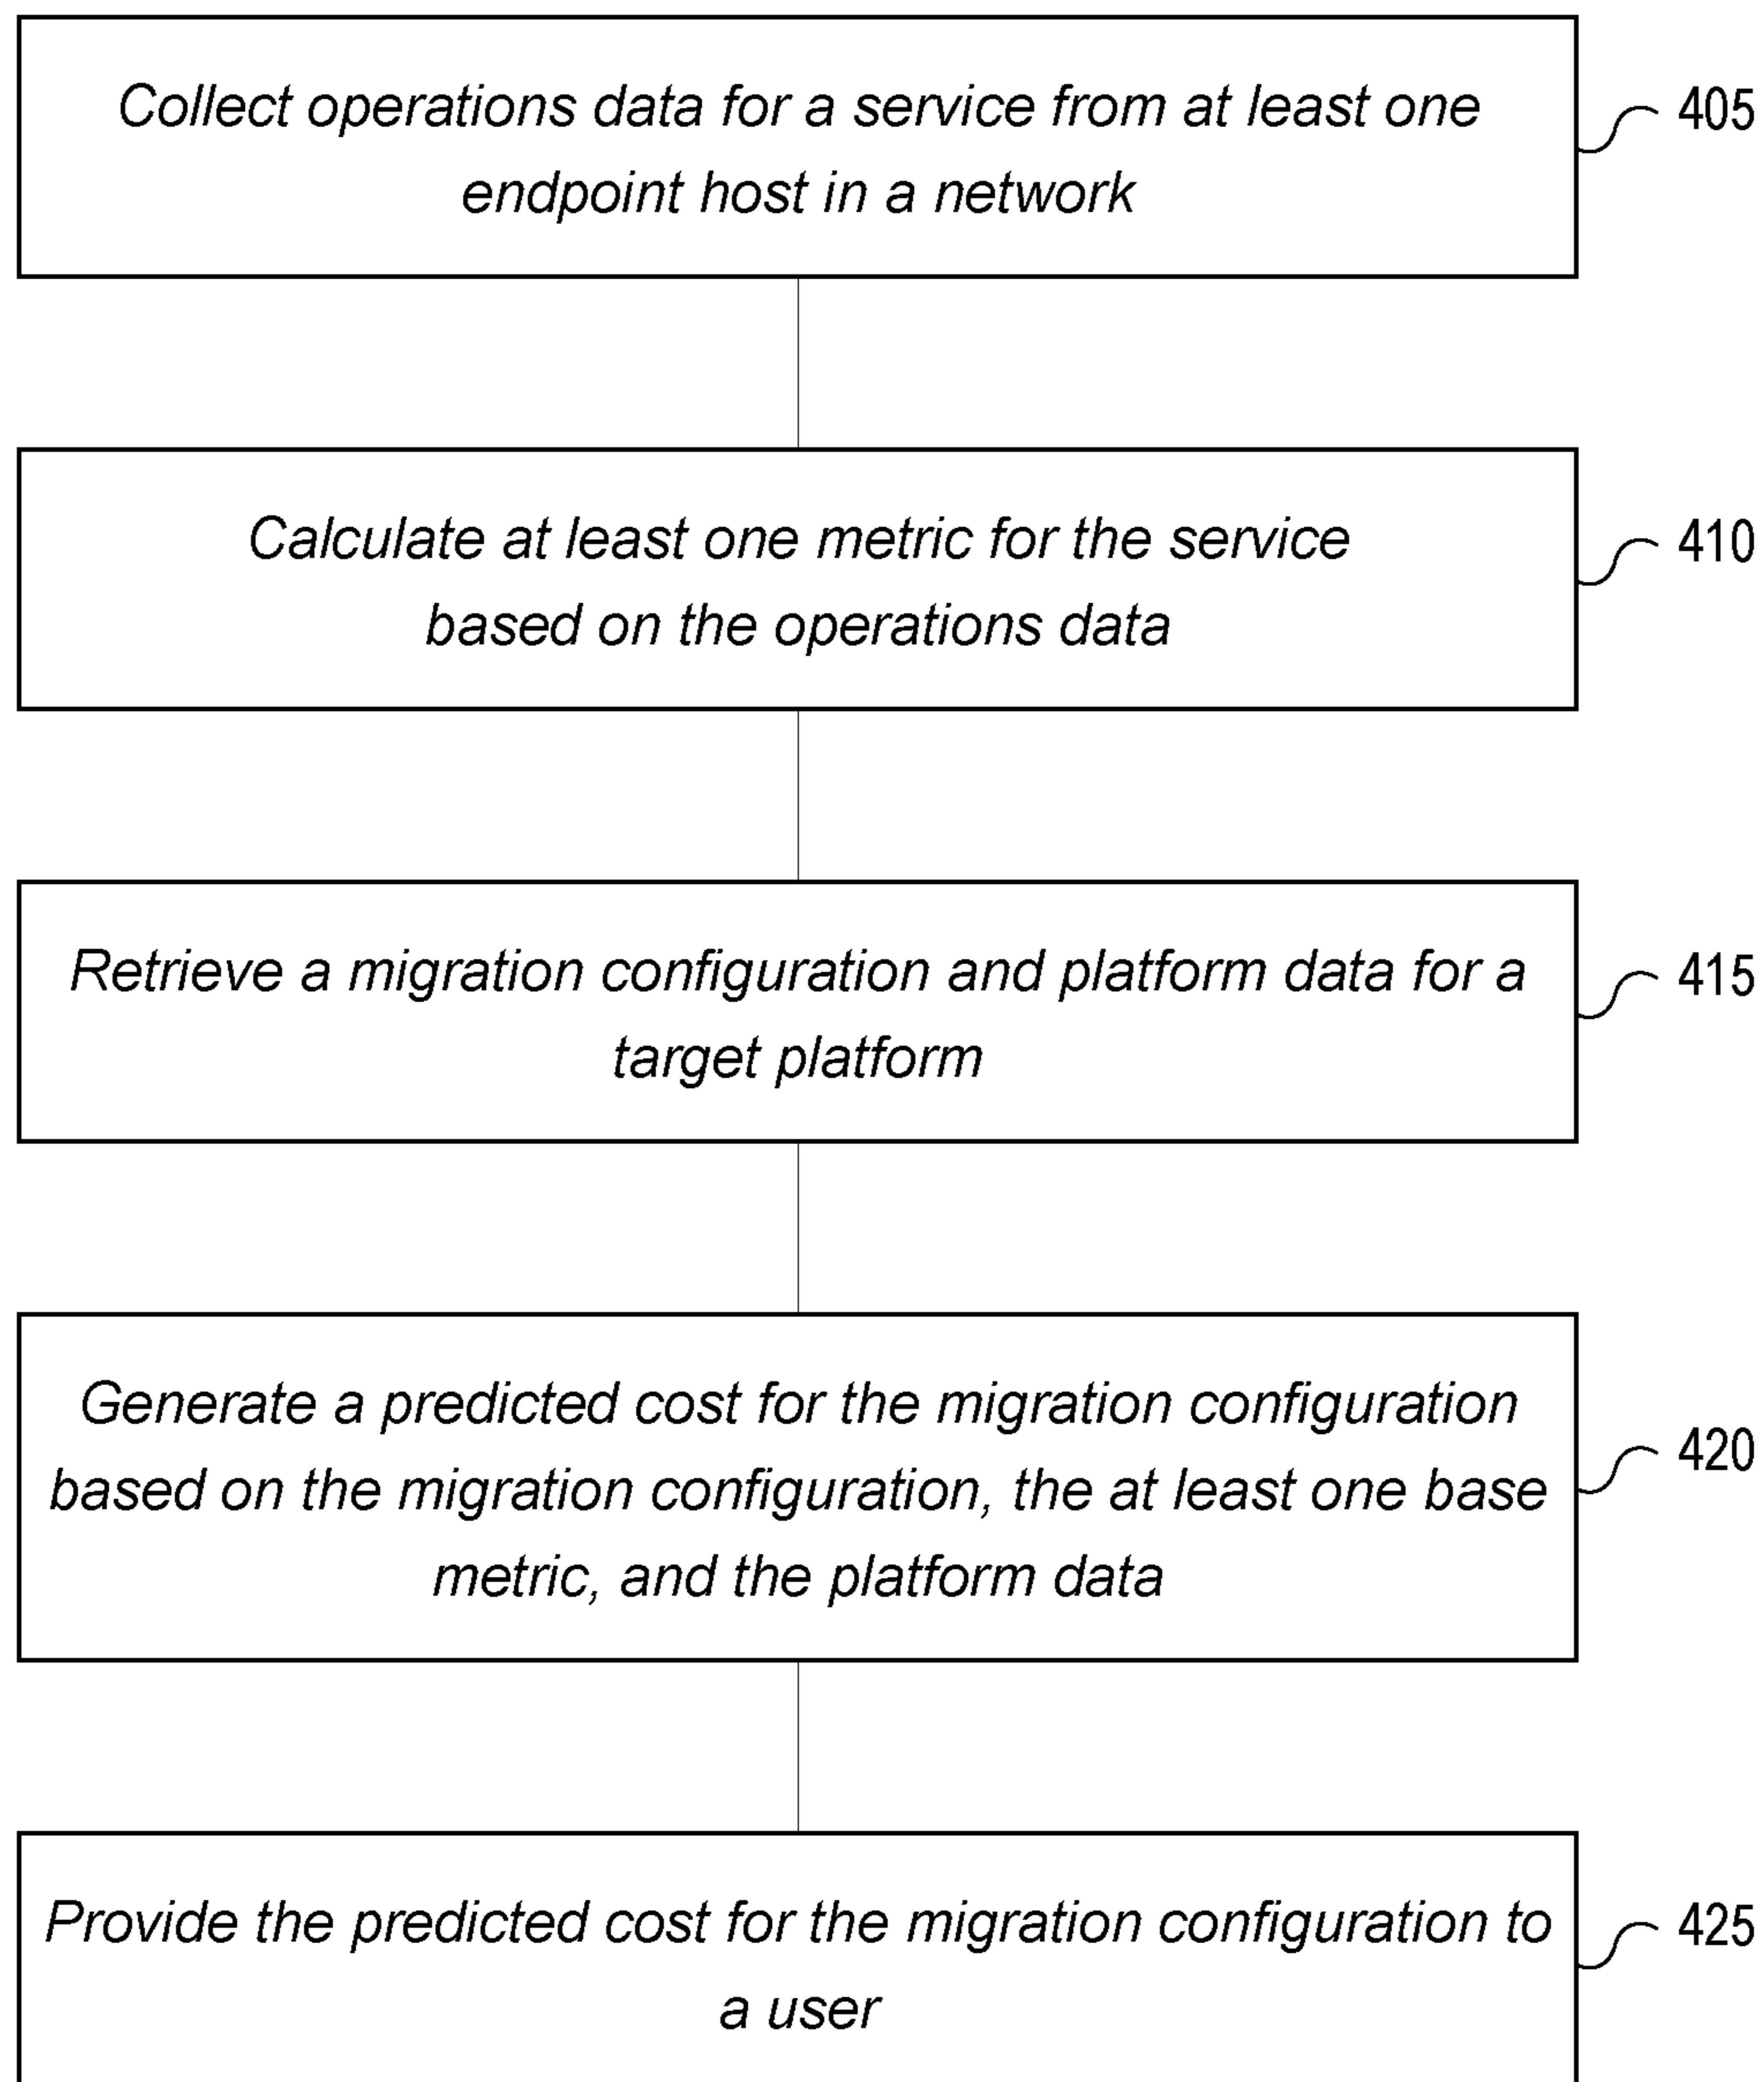 Collect operations data for a service from at least one
endpoint host in a network
405
Calculate at least one metric for the service
based on the operations data
410
Retrieve a migration configuration and platform data for a
target platform
415
Generate a predicted cost for the migration configuration
based on the migration configuration, the at least one base
metric, and the platform data
420
Provide the predicted cost for the migration configuration to
a user
425